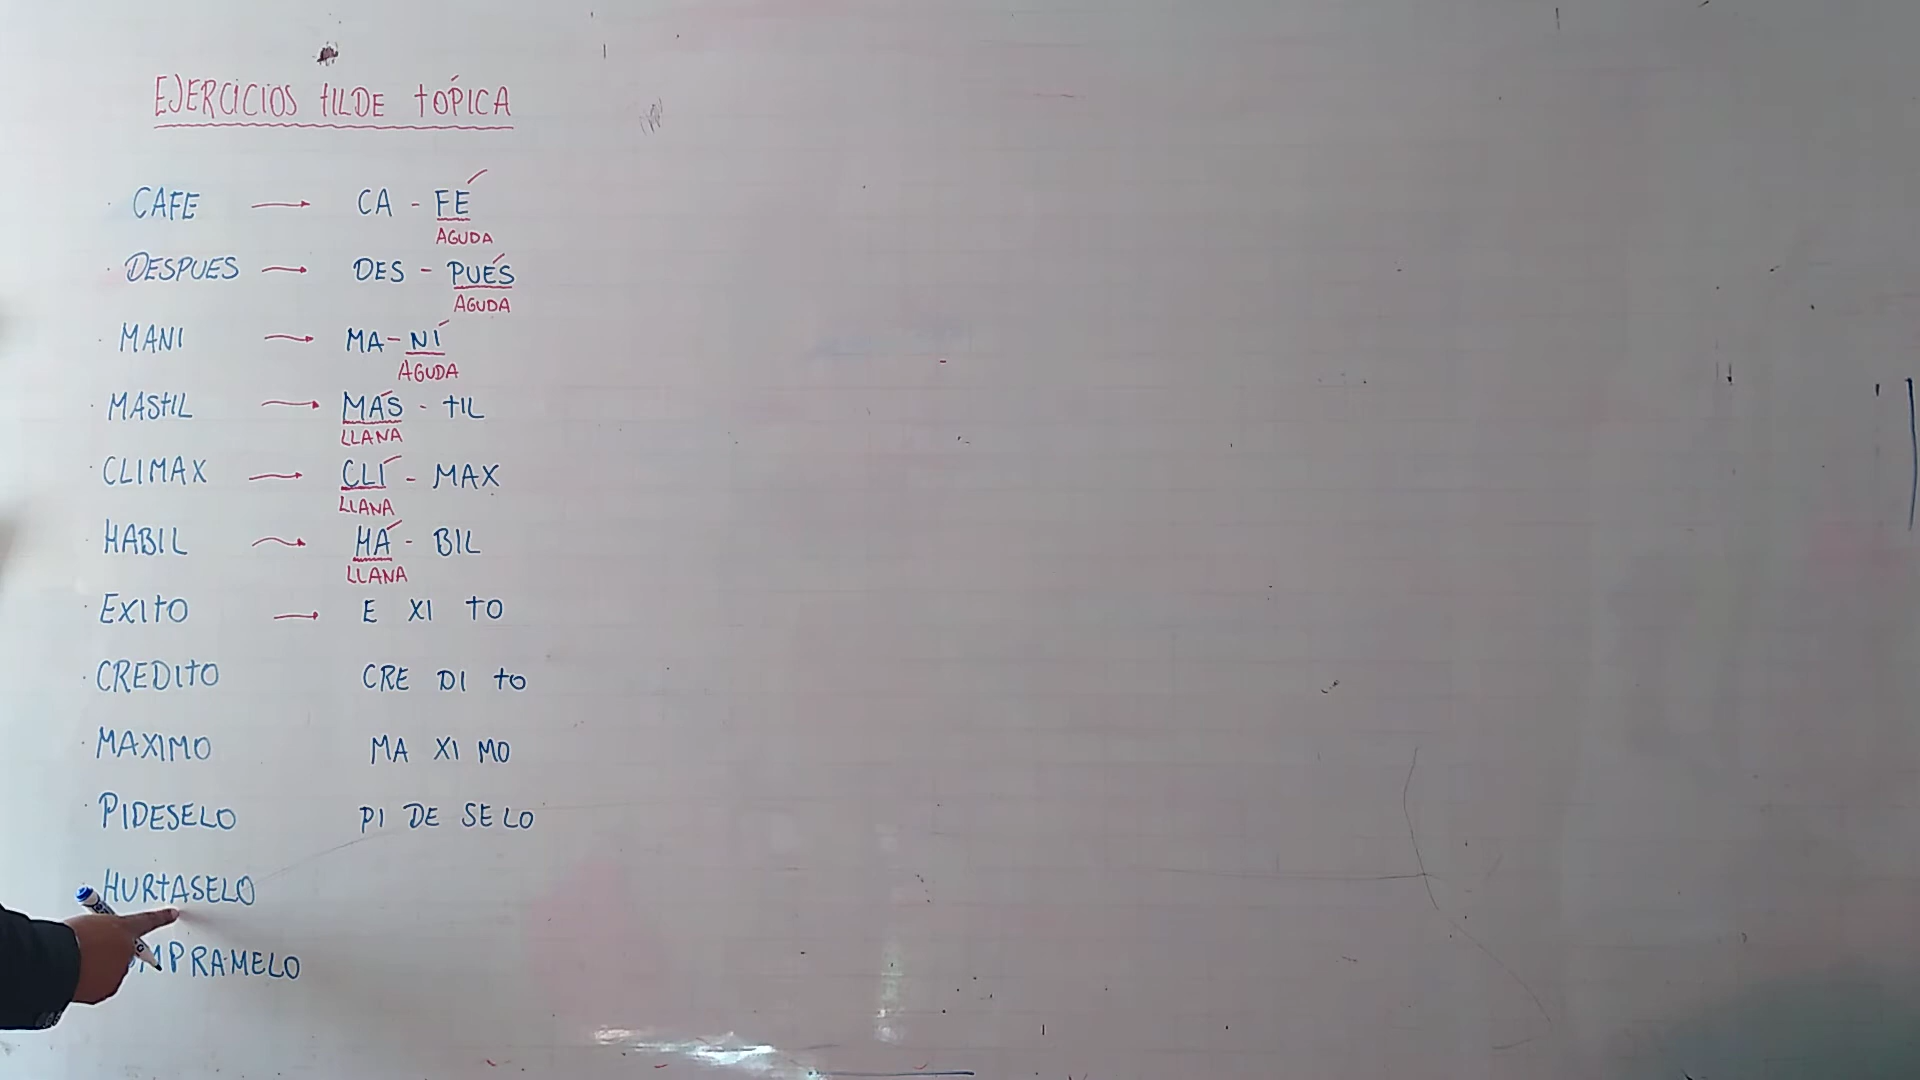 EJERCICIOS TILDE TÓPICA
CAFE → CA - FÉ
AGUDA
DESPUES → DES - PUÉS
AGUDA
MANI → MA - NÍ
AGUDA
MASTIL → MÁS - TIL
LLANA
CLIMAX → CLÍ - MAX
LLANA
HABIL → HÁ - BIL
LLANA
EXITO → E XI TO
CREDITO CRE DI TO
MAXIMO MA XI MO
PIDESELO PI DE SE LO
HURTASELO
MPRAMELO